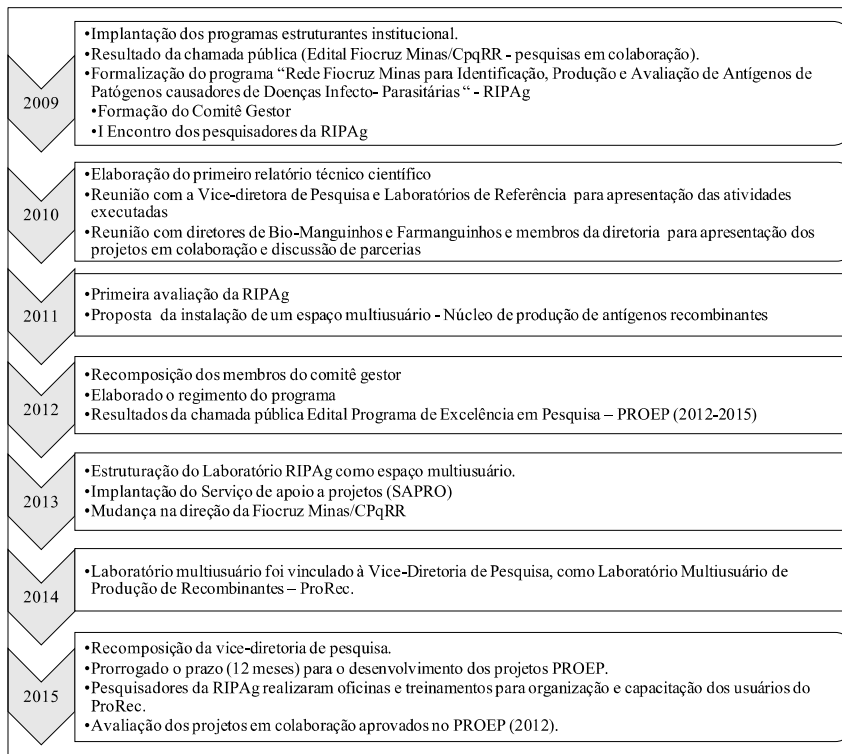 2009
•Implantação dos programas estruturantes institucional.
•Resultado da chamada pública (Edital Fiocruz Minas/CpqRR - pesquisas em colaboração).
•Formalização do programa “Rede Fiocruz Minas para Identificação, Produção e Avaliação de Antígenos de
Patógenos causadores de Doenças Infecto- Parasitárias “ - RIPAg
•Formação do Comitê Gestor
•I Encontro dos pesquisadores da RIPAg
2010
•Elaboração do primeiro relatório técnico científico
•Reunião com a Vice-diretora de Pesquisa e Laboratórios de Referência para apresentação das atividades
executadas
•Reunião com diretores de Bio-Manguinhos e Farmanguinhos e membros da diretoria para apresentação dos
projetos em colaboração e discussão de parcerias
2011
•Primeira avaliação da RIPAg
•Proposta da instalação de um espaço multiusuário - Núcleo de produção de antígenos recombinantes
2012
•Recomposição dos membros do comitê gestor
•Elaborado o regimento do programa
•Resultados da chamada pública Edital Programa de Excelência em Pesquisa – PROEP (2012-2015)
2013
•Estruturação do Laboratório RIPAg como espaço multiusuário.
•Implantação do Serviço de apoio a projetos (SAPRO)
•Mudança na direção da Fiocruz Minas/CPqRR
2014
•Laboratório multiusuário foi vinculado à Vice-Diretoria de Pesquisa, como Laboratório Multiusuário de
Produção de Recombinantes – ProRec.
2015
•Recomposição da vice-diretoria de pesquisa.
•Prorrogado o prazo (12 meses) para o desenvolvimento dos projetos PROEP.
•Pesquisadores da RIPAg realizaram oficinas e treinamentos para organização e capacitação dos usuários do
ProRec.
•Avaliação dos projetos em colaboração aprovados no PROEP (2012).